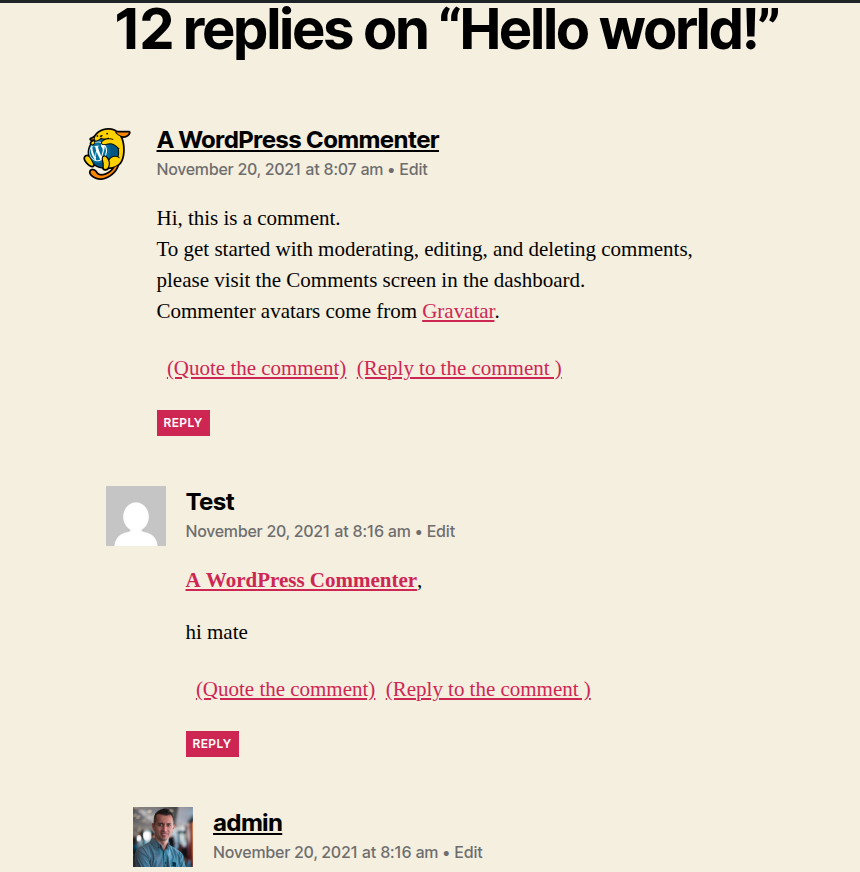 12 replies on “Hello world!”
A WordPress Commenter
November 20, 2021 at 8:07 am • Edit
Hi, this is a comment.
To get started with moderating, editing, and deleting comments,
please visit the Comments screen in the dashboard.
Commenter avatars come from Gravatar.
(Quote the comment) (Reply to the comment )
REPLY
Test
November 20, 2021 at 8:16 am • Edit
A WordPress Commenter,
hi mate
(Quote the comment) (Reply to the comment )
REPLY
admin
November 20, 2021 at 8:16 am • Edit